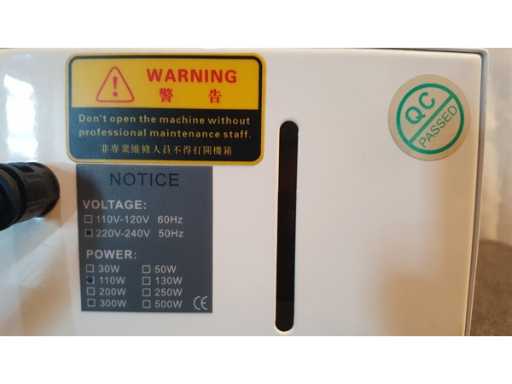 WARNING
警 告
Don't open the machine without
professional maintenance staff.
非專業維修人員不得打開機箱
NOTICE
VOLTAGE:
110V-120V 60Hz
220V-240V 50Hz
POWER:
30W 50W
110W 130W
200W 250W
300W 500W CE
QC
PASSED